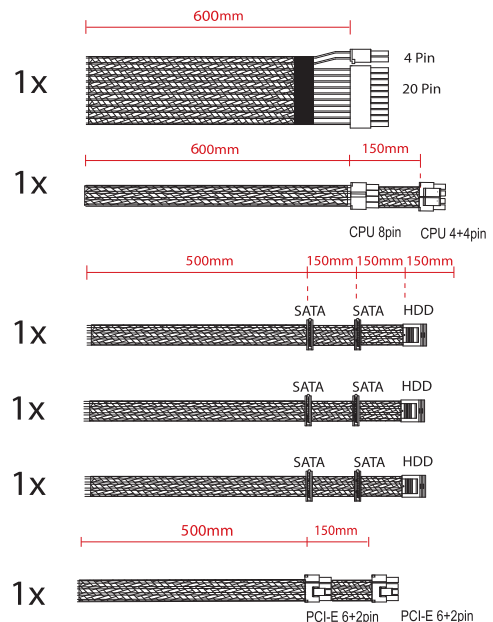 600mm
1x
4 Pin
20 Pin
600mm 150mm
1x
CPU 8pin CPU 4+4pin
500mm 150mm 150mm 150mm
SATA SATA HDD
1x
SATA SATA HDD
1x
SATA SATA HDD
1x
500mm 150mm
1x
PCI-E 6+2pin PCI-E 6+2pin